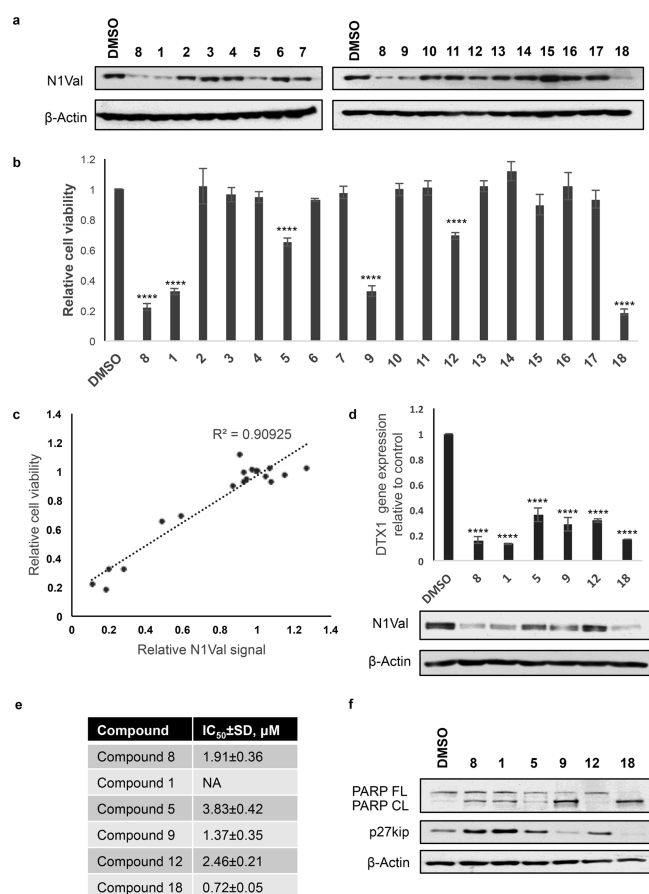 a
DMSO 8 1 2 3 4 5 6 7
DMSO 8 9 10 11 12 13 14 15 16 17 18
N1Val
β-Actin
b
Relative cell viability
1.2
1
0.8
0.6
0.4
0.2
0
**** **** **** **** **** ****
DMSO 8 1 2 3 4 5 6 7 9 10 11 12 13 14 15 16 17 18
c
Relative cell viability
1.4
1.2
1
0.8
0.6
0.4
0.2
0
R² = 0.90925
0 0.2 0.4 0.6 0.8 1 1.2 1.4
Relative N1Val signal
d
DTX1 gene expression
relative to control
1.2
1
0.8
0.6
0.4
0.2
0
**** **** **** **** **** ****
DMSO 8 1 5 9 12 18
N1Val
β-Actin
e
Compound IC50±SD, µM
Compound 8 1.91±0.36
Compound 1 NA
Compound 5 3.83±0.42
Compound 9 1.37±0.35
Compound 12 2.46±0.21
Compound 18 0.72±0.05
f
DMSO 8 1 5 9 12 18
PARP FL
PARP CL
p27kip
β-Actin